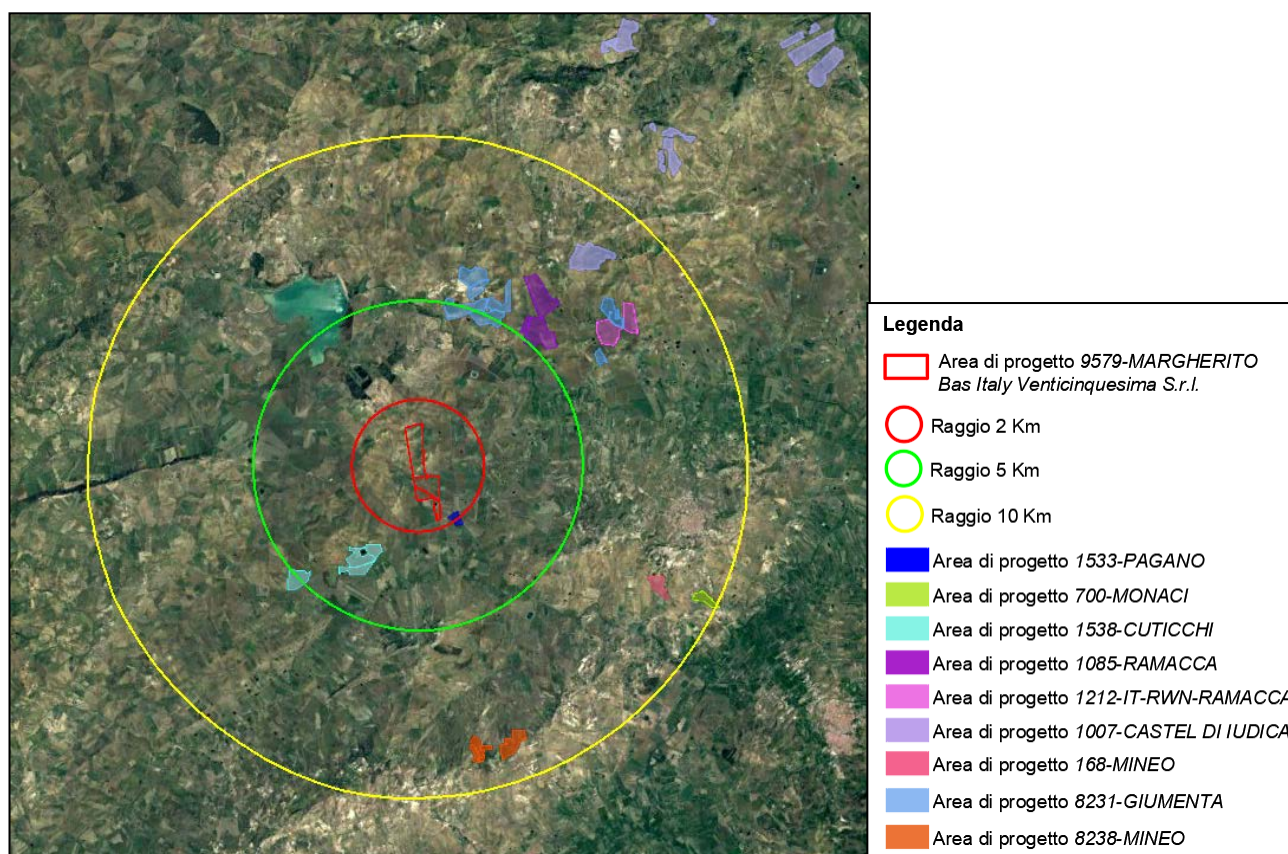 Legenda
Area di progetto 9579-MARGHERITO
Bas Italy Venticinquesima S.r.l.
Raggio 2 Km
Raggio 5 Km
Raggio 10 Km
Area di progetto 1533-PAGANO
Area di progetto 700-MONACI
Area di progetto 1538-CUTICCHI
Area di progetto 1085-RAMACCA
Area di progetto 1212-IT-RWN-RAMACCA
Area di progetto 1007-CASTEL DI IUDICA
Area di progetto 168-MINEO
Area di progetto 8231-GIUMENTA
Area di progetto 8238-MINEO